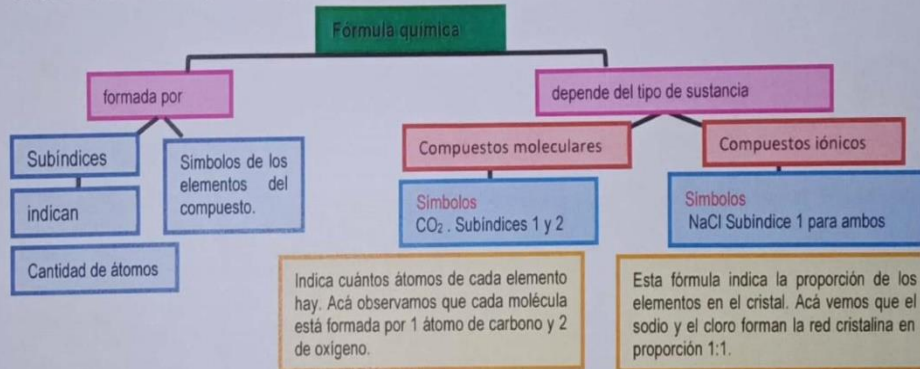 Fórmula química
formada por
depende del tipo de sustancia
Subíndices
indican
Cantidad de átomos
Simbolos de los
elementos del
compuesto.
Compuestos moleculares
Simbolos
CO₂ . Subíndices 1 y 2
Indica cuántos átomos de cada elemento
hay. Acá observamos que cada molécula
está formada por 1 átomo de carbono y 2
de oxígeno.
Compuestos iónicos
Simbolos
NaCl Subindice 1 para ambos
Esta fórmula indica la proporción de los
elementos en el cristal. Acá vemos que el
sodio y el cloro forman la red cristalina en
proporción 1:1.